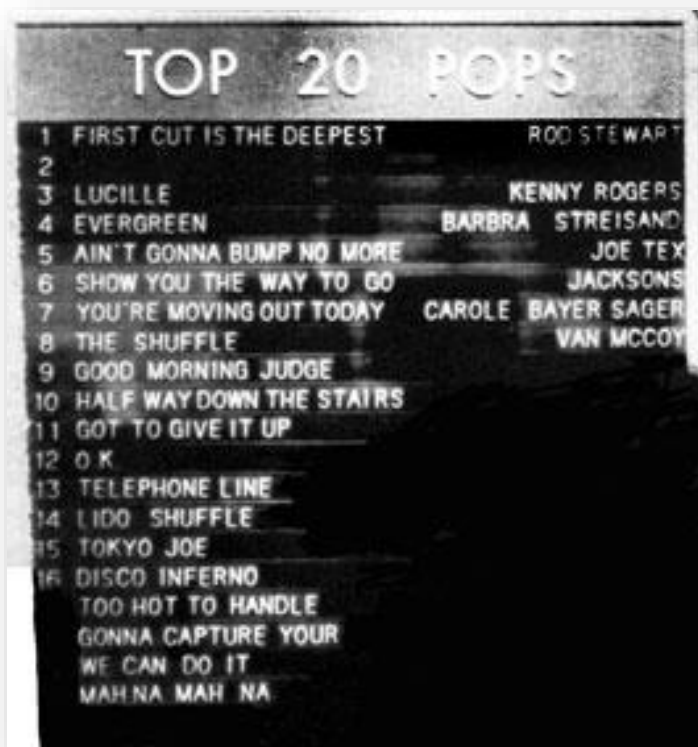 TOP 20 POPS
1 FIRST CUT IS THE DEEPEST ROD STEWART
2
3 LUCILLE KENNY ROGERS
4 EVERGREEN BARBRA STREISAND
5 AIN'T GONNA BUMP NO MORE JOE TEX
6 SHOW YOU THE WAY TO GO JACKSONS
7 YOU'RE MOVING OUT TODAY CAROLE BAYER SAGER
8 THE SHUFFLE VAN MCCOY
9 GOOD MORNING JUDGE
10 HALF WAY DOWN THE STAIRS
11 GOT TO GIVE IT UP
12 O K
13 TELEPHONE LINE
14 LIDO SHUFFLE
15 TOKYO JOE
16 DISCO INFERNO
TOO HOT TO HANDLE
GONNA CAPTURE YOUR
WE CAN DO IT
MAH NA MAH NA